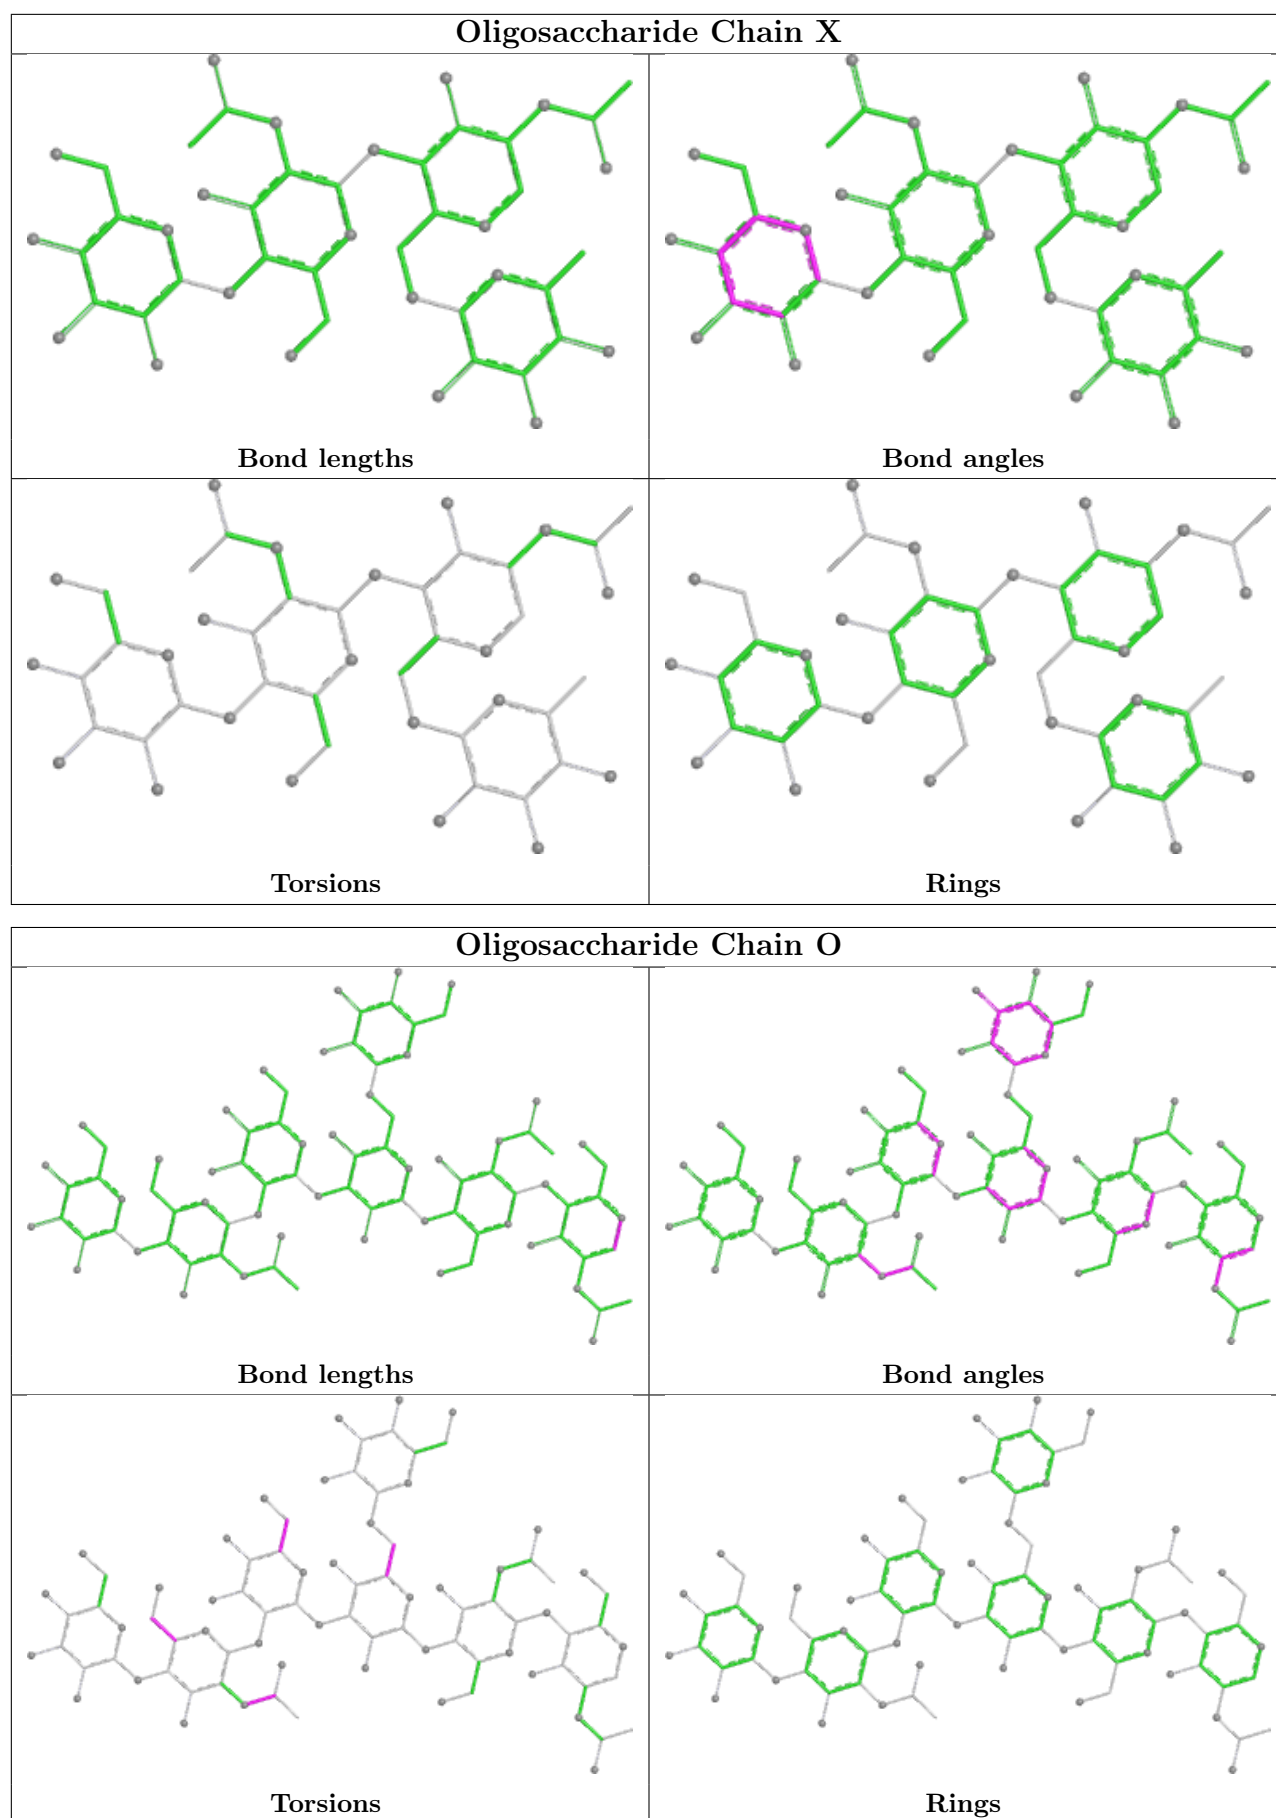 Oligosaccharide Chain X
Bond lengths
Bond angles
Torsions
Rings
Oligosaccharide Chain O
Bond lengths
Bond angles
Torsions
Rings